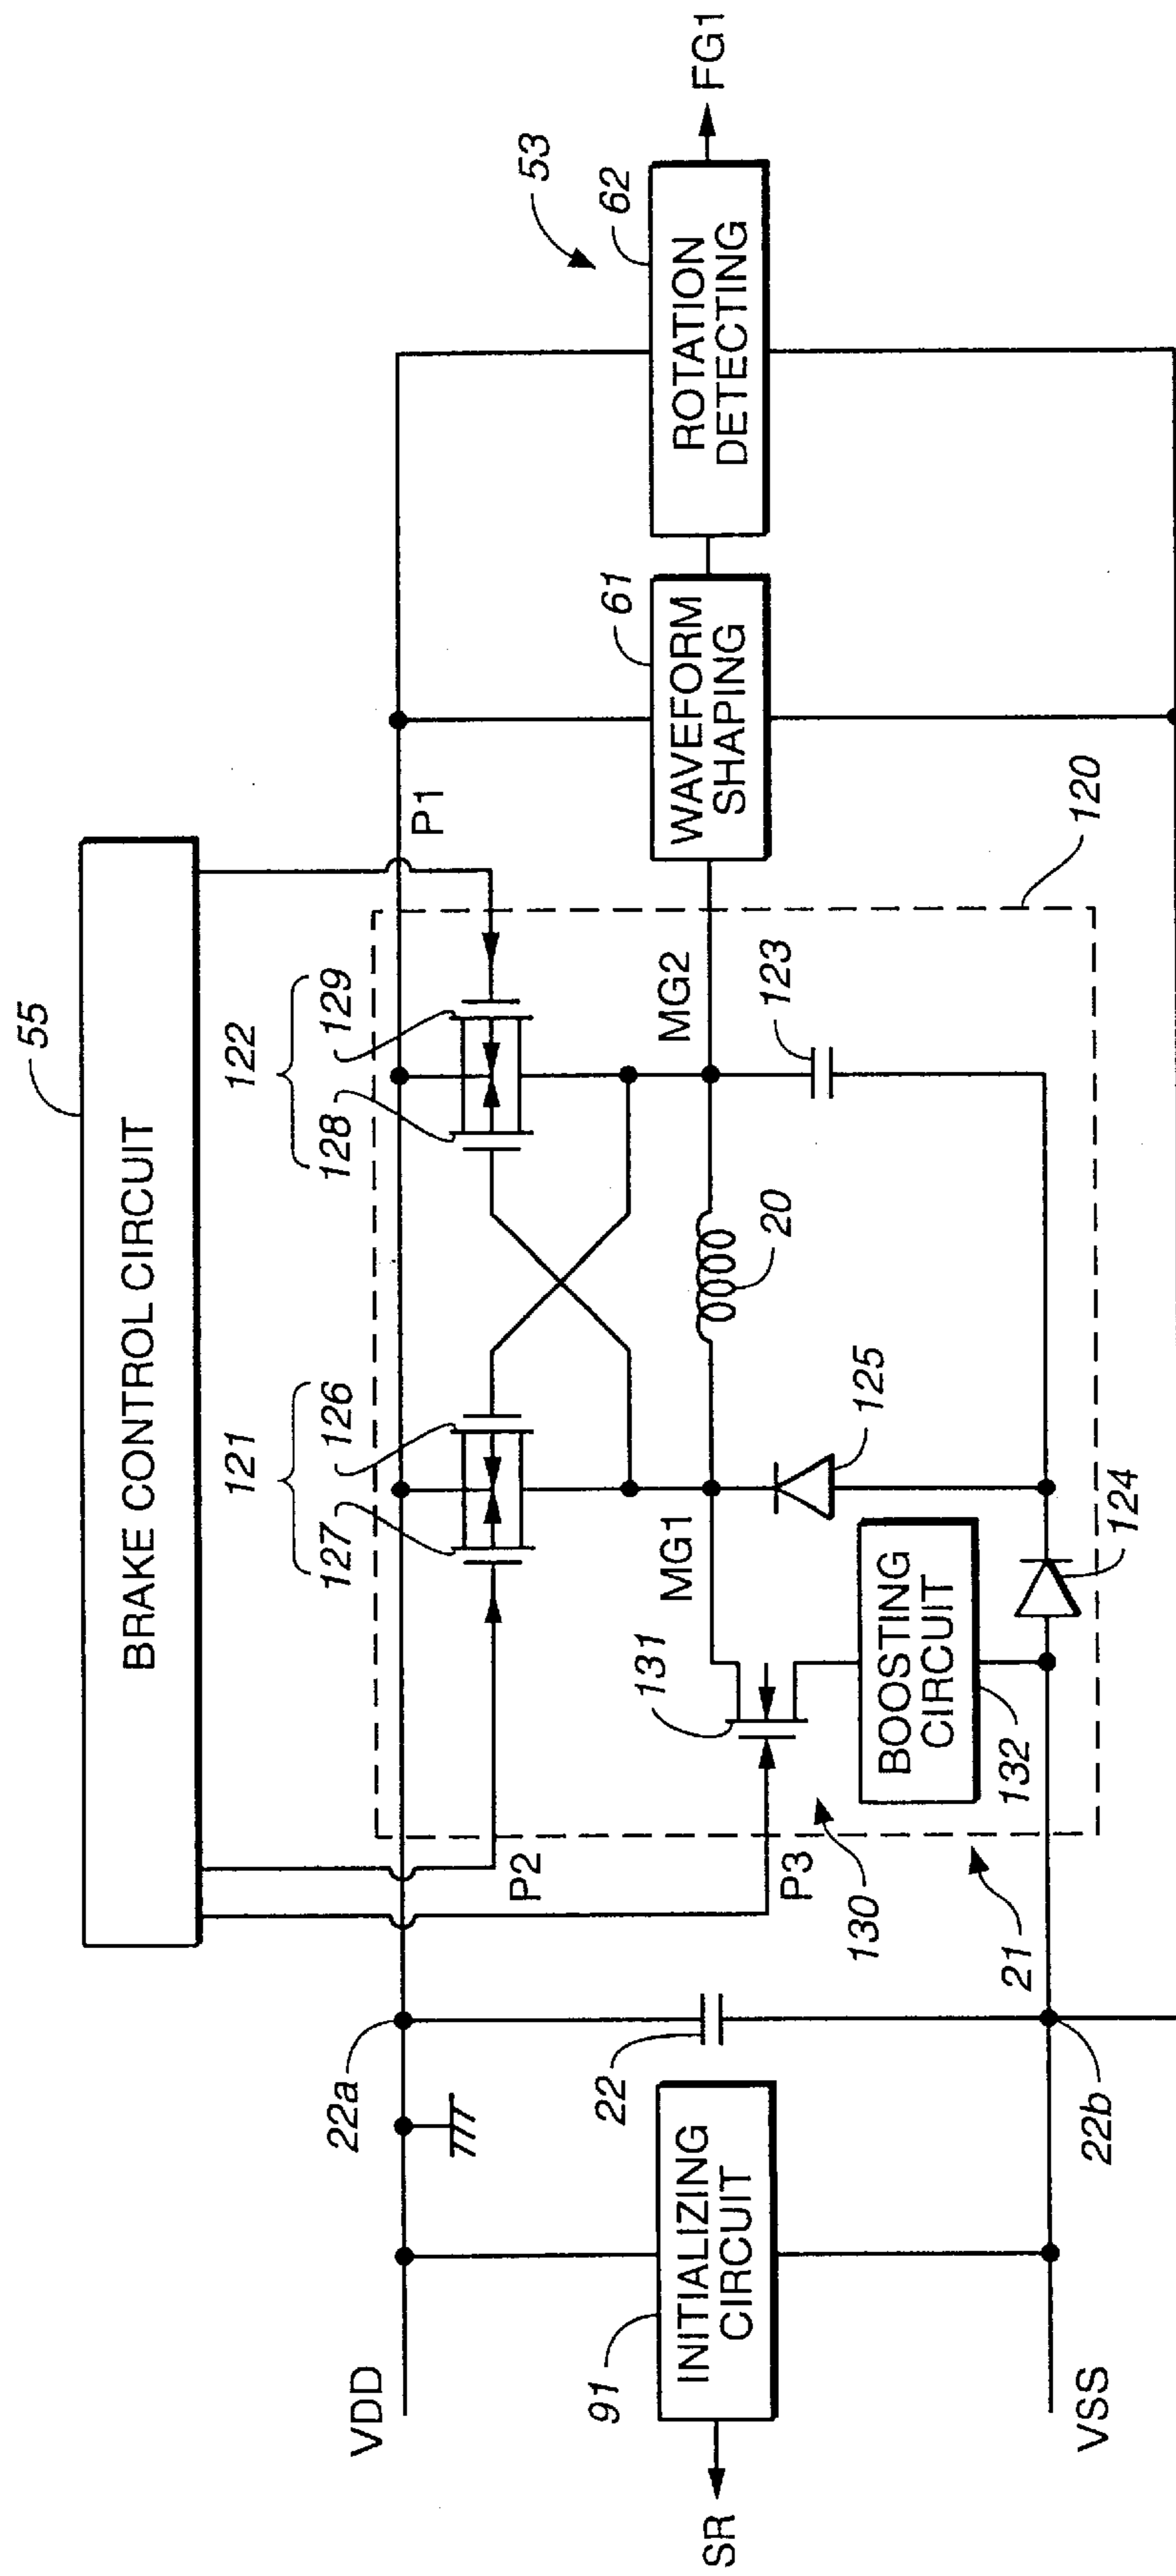 55
BRAKE CONTROL CIRCUIT
121
127 126
122
128 129
P1
53
62
ROTATION
DETECTING
FG1
61
WAVEFORM
SHAPING
P2
22a
VDD
MG1
MG2
20
123
120
131
P3
130
125
BOOSTING
CIRCUIT
132
124
21
22
91
INITIALIZING
CIRCUIT
SR
22b
VSS